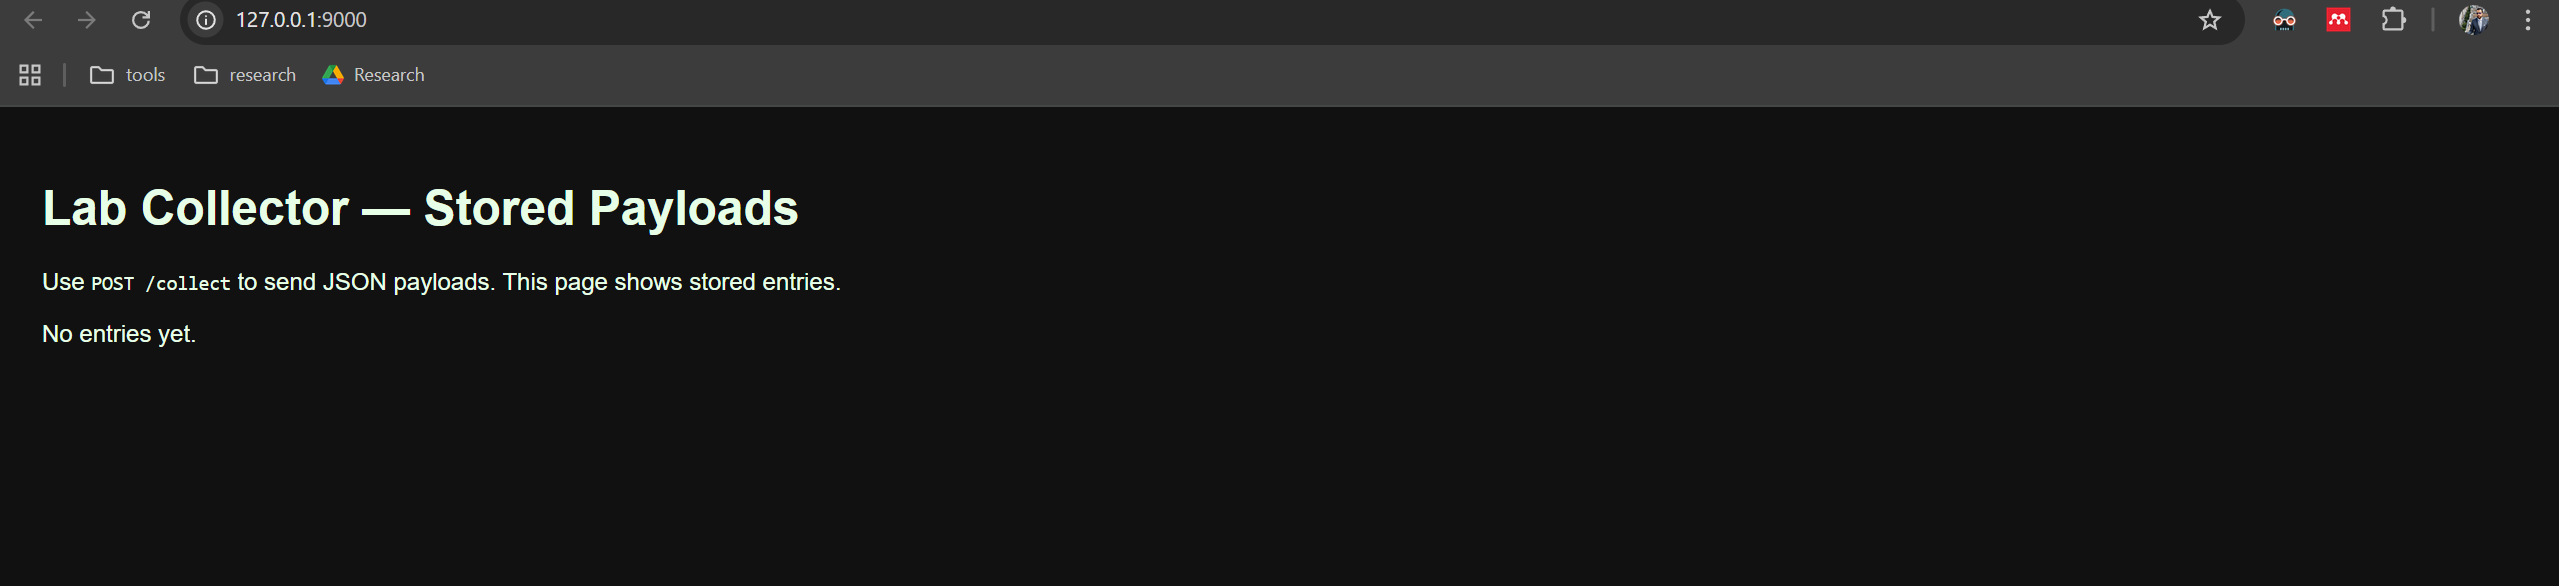 127.0.0.1:9000
tools research Research
Lab Collector — Stored Payloads
Use POST /collect to send JSON payloads. This page shows stored entries.
No entries yet.